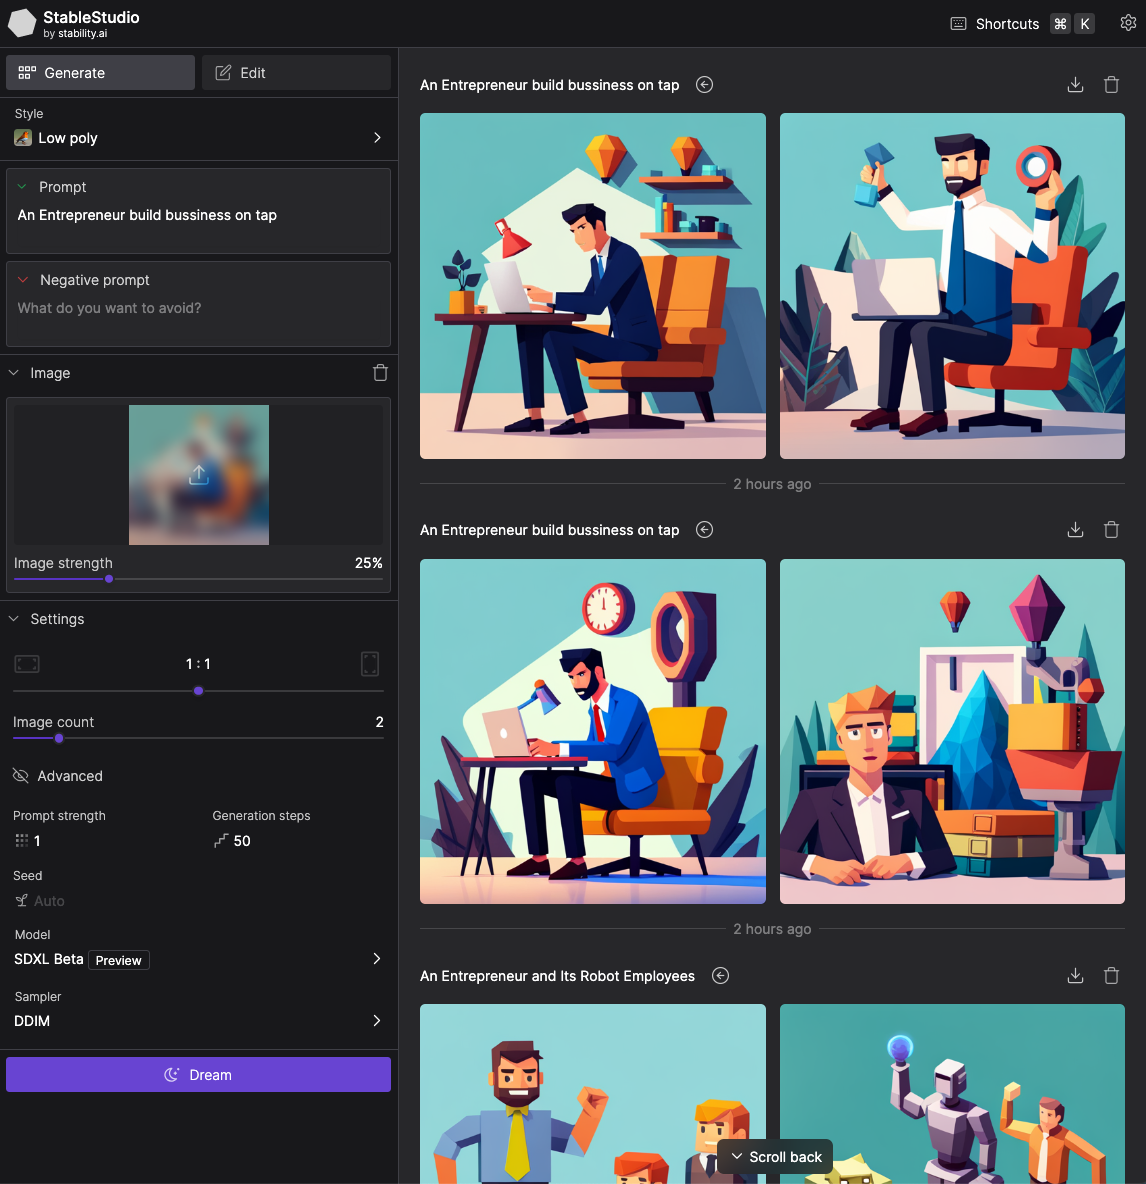 StableStudio
by stability.ai
Shortcuts ⌘ K
Generate
Edit
Style
Low poly
Prompt
An Entrepreneur build bussiness on tap
Negative prompt
What do you want to avoid?
Image
Image strength 25%
Settings
1 : 1
Image count 2
Advanced
Prompt strength Generation steps
1 50
Seed
Auto
Model
SDXL Beta Preview
Sampler
DDIM
Dream
An Entrepreneur build bussiness on tap
2 hours ago
An Entrepreneur build bussiness on tap
2 hours ago
An Entrepreneur and Its Robot Employees
Scroll back